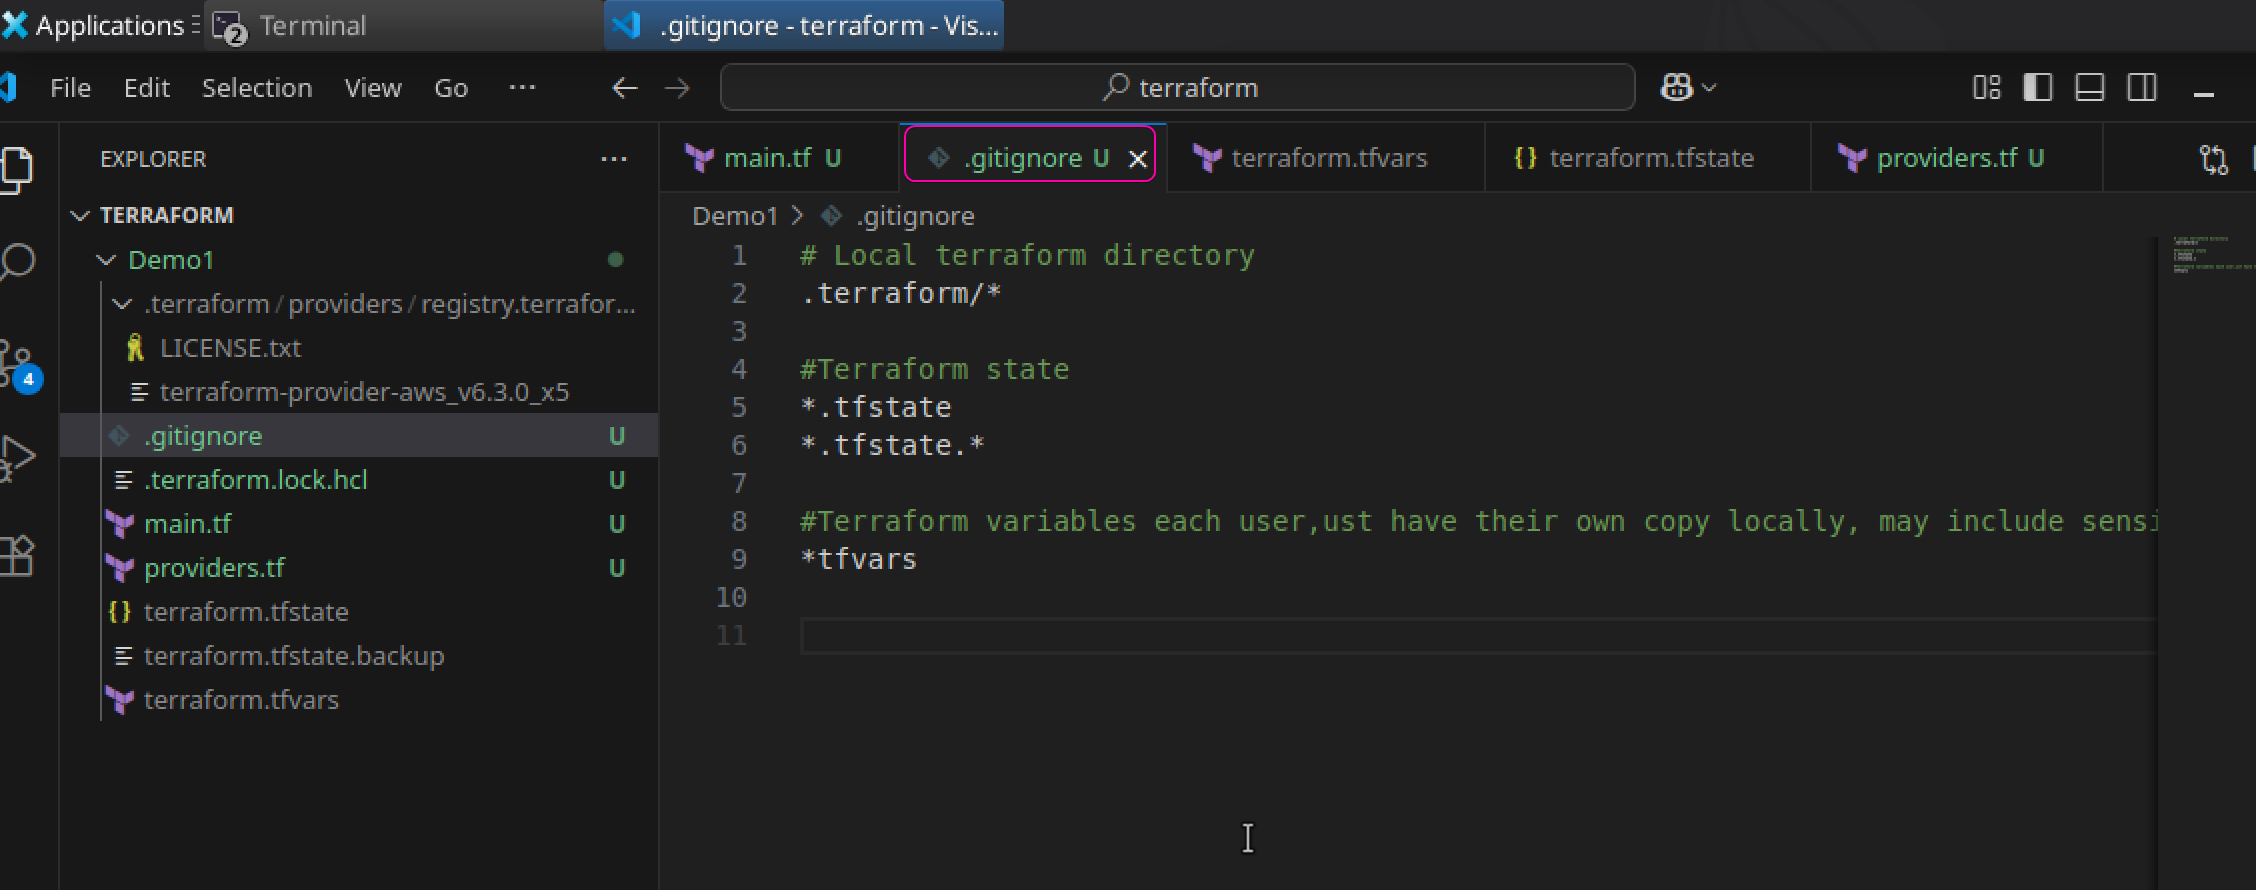 Applications
2 Terminal
.gitignore - terraform - Vis...
File Edit Selection View Go ···
terraform
EXPLORER ···
TERRAFORM
Demo1
.terraform / providers / registry.terrafor...
LICENSE.txt
terraform-provider-aws_v6.3.0_x5
.gitignore U
.terraform.lock.hcl U
main.tf U
providers.tf U
{} terraform.tfstate
terraform.tfstate.backup
terraform.tfvars
4
main.tf U
.gitignore U
terraform.tfvars
{} terraform.tfstate
providers.tf U
Demo1 > .gitignore
1 # Local terraform directory
2 .terraform/*
3
4 #Terraform state
5 *.tfstate
6 *.tfstate.*
7
8 #Terraform variables each user,ust have their own copy locally, may include sensi
9 *tfvars
10
11